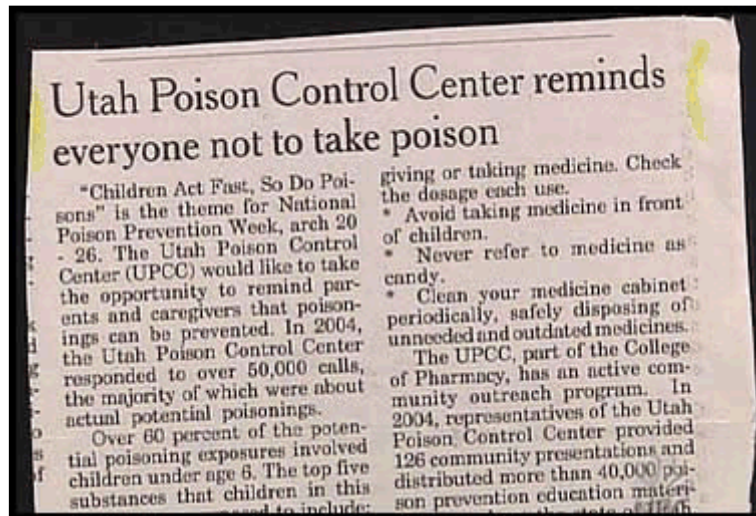 Utah Poison Control Center reminds
everyone not to take poison
"Children Act Fast, So Do Poi-
sons" is the theme for National
Poison Prevention Week, arch 20
- 26. The Utah Poison Control
Center (UPCC) would like to take
the opportunity to remind par-
ents and caregivers that poison-
ings can be prevented. In 2004,
the Utah Poison Control Center
responded to over 50,000 calls,
the majority of which were about
actual potential poisonings.
Over 60 percent of the poten-
tial poisoning exposures involved
children under age 6. The top five
substances that children in this
to include:
giving or taking medicine. Check
the dosage each use.
* Avoid taking medicine in front
of children.
* Never refer to medicine as
candy.
* Clean your medicine cabinet
periodically, safely disposing of
unneeded and outdated medicines.
The UPCC, part of the College
of Pharmacy, has an active com-
munity outreach program. In
2004, representatives of the Utah
Poison Control Center provided
126 community presentations and
distributed more than 40,000 poi-
son prevention education materi-
the state of